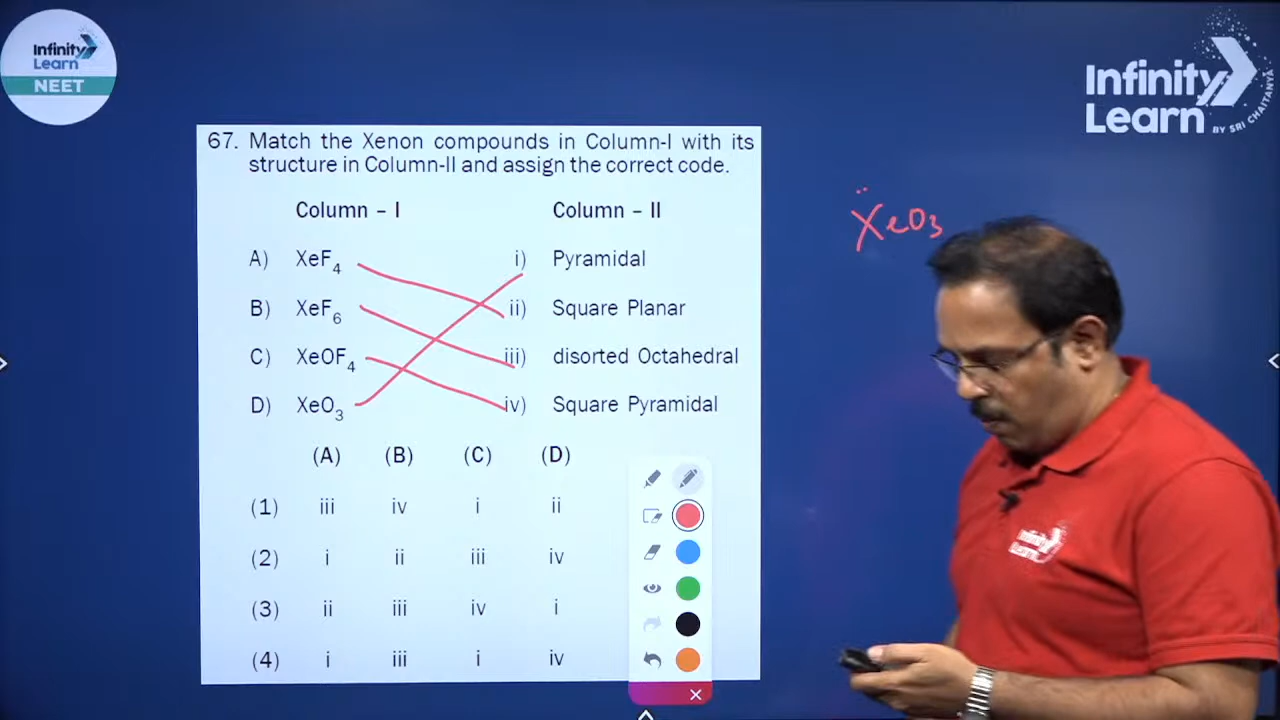 Infinity
Learn
NEET
Infinity
Learn
BY SRI CHAITANYA
67. Match the Xenon compounds in Column-I with its
structure in Column-II and assign the correct code.
Column – I Column – II
A) XeF4 i) Pyramidal
B) XeF6 ii) Square Planar
C) XeOF4 iii) disorted Octahedral
D) XeO3 iv) Square Pyramidal
(A) (B) (C) (D)
(1) iii iv i ii
(2) i ii iii iv
(3) ii iii iv i
(4) i iii i iv
XeO3
Infinity
Learn